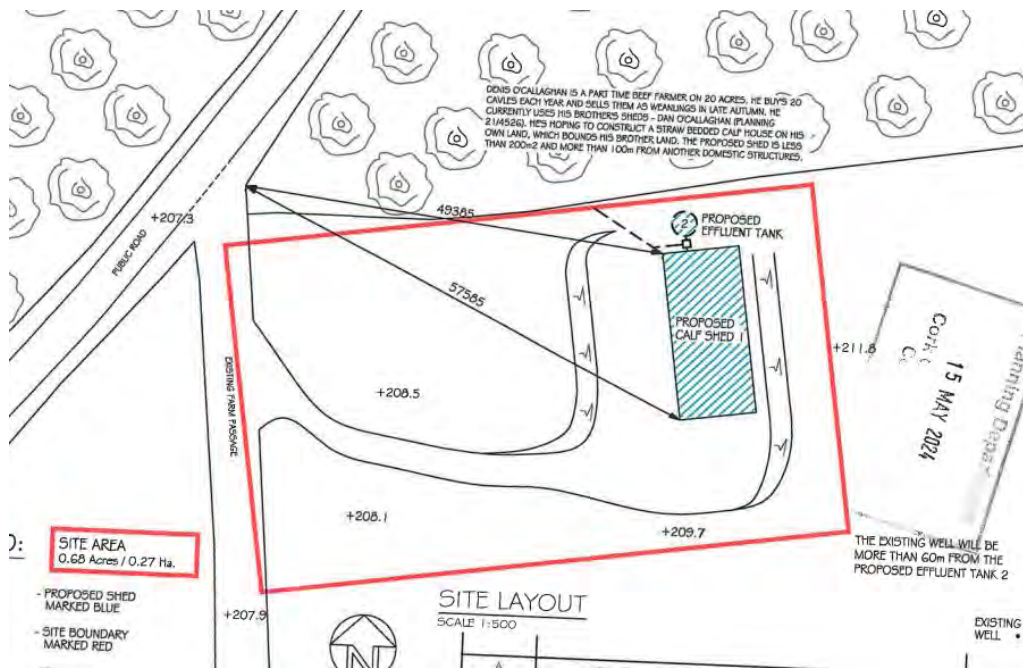 DENIS O'CALLAGHAN IS A PART TIME BEEF FARMER ON 20 ACRES. HE BUYS 20
CAVLES EACH YEAR AND SELLS THEM AS WEANLINGS IN LATE AUTUMN. HE
CURRENTLY USES HIS BROTHERS SHEDS - DAN O'CALLAGHAN (PLANNING
21/4526). HE'S HOPING TO CONSTRUCT A STRAW BEDDED CALF HOUSE ON HIS
OWN LAND, WHICH BOUNDS HIS BROTHER LAND. THE PROPOSED SHED IS LESS
THAN 200m2 AND MORE THAN 100m FROM ANOTHER DOMESTIC STRUCTURES.
+207.3
PUBLIC ROAD
49385
2
PROPOSED
EFFLUENT TANK
57585
PROPOSED
CALF SHED 1
+211.8
EXISTING FARM PASSAGE
+208.5
Planning Depar
Cork C
15 MAY 2024
+208.1
+209.7
THE EXISTING WELL WILL BE
MORE THAN 60m FROM THE
PROPOSED EFFLUENT TANK 2
SITE AREA
0.68 Acres / 0.27 Ha.
- PROPOSED SHED
MARKED BLUE
- SITE BOUNDARY
MARKED RED
+207.9
N
SITE LAYOUT
SCALE 1:500
EXISTING
WELL